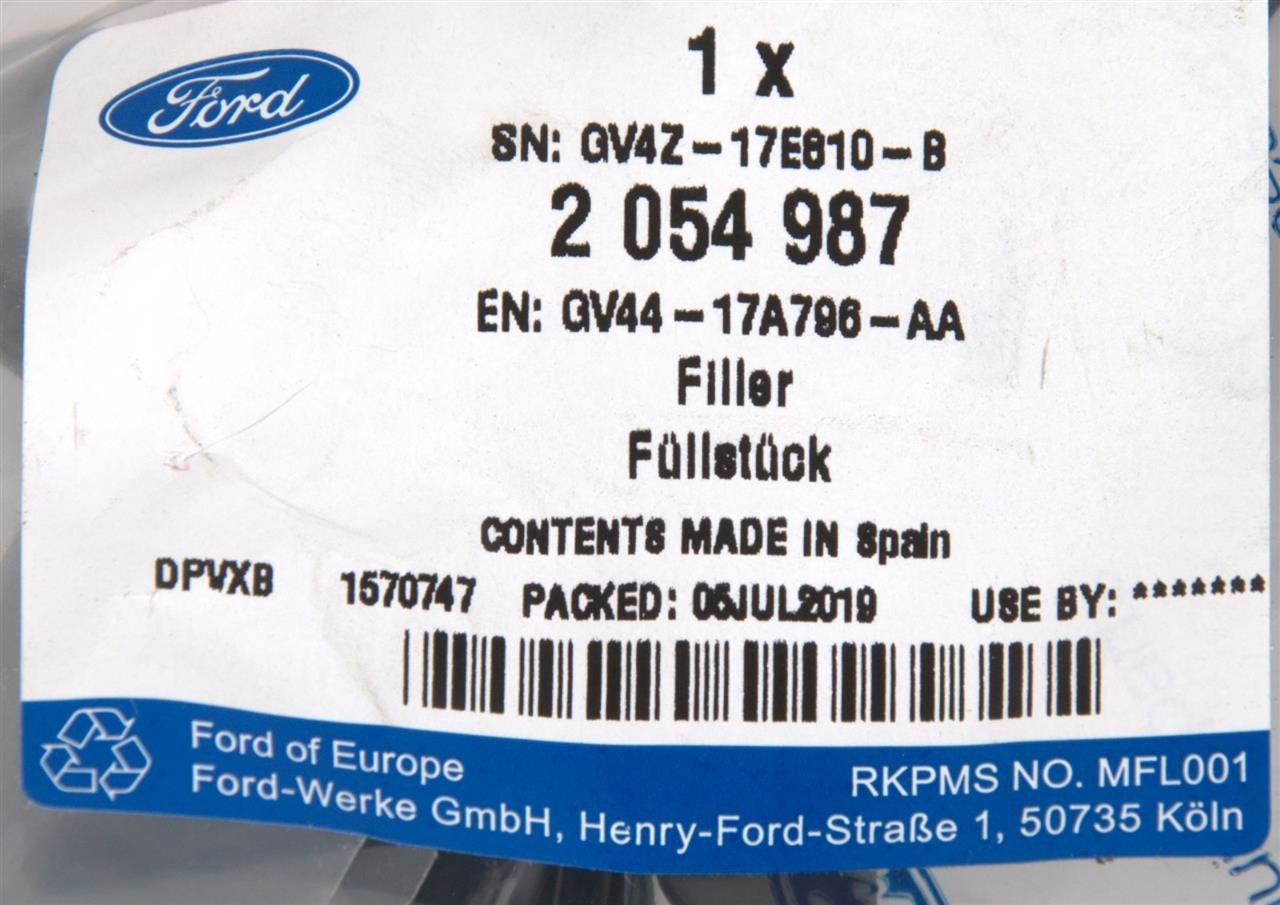 Ford
1 x
SN: GV4Z-17E810-B
2 054 987
EN: GV44-17A796-AA
Filler
Füllstück
CONTENTS MADE IN Spain
DPVXB 1570747 PACKED: 05JUL2019 USE BY: *******
Ford of Europe
Ford-Werke GmbH, Henry-Ford-Straße 1, 50735 Köln
RKPMS NO. MFL001